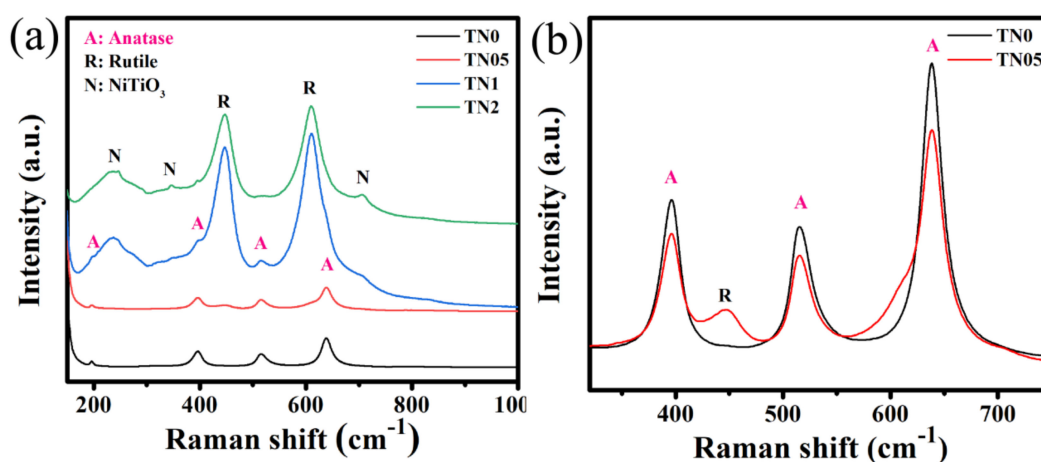 (a)
A: Anatase
R: Rutile
N: NiTiO3
TN0
TN05
TN1
TN2
R
R
N
N
N
A
A
A
A
Intensity (a.u.)
200
400
600
800
100
Raman shift (cm-1)
(b)
TN0
TN05
A
A
A
R
Intensity (a.u.)
400
500
600
700
Raman shift (cm-1)